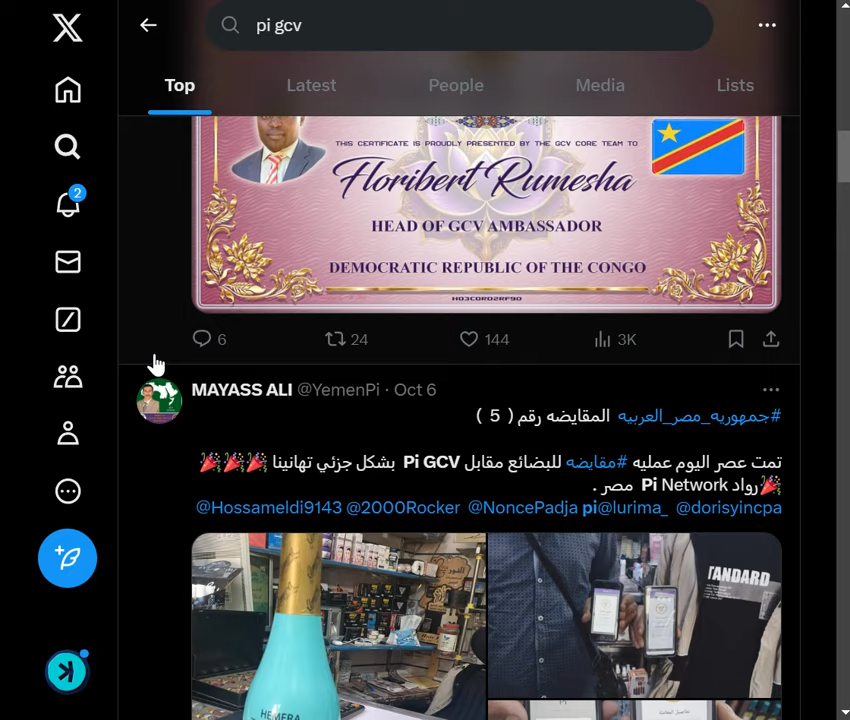 pi gcv
Top
Latest
People
Media
Lists
THIS CERTIFICATE IS PROUDLY PRESENTED BY THE GCV CORE TEAM TO
Floribert Rumesha
HEAD OF GCV AMBASSADOR
DEMOCRATIC REPUBLIC OF THE CONGO
H03C0RD2RF90
6
24
144
3K
2
MAYASS ALI @YemenPi · Oct 6
#جمهوريه_مصر_العربيه المقايضه رقم ( 5 )
تمت عصر اليوم عمليه #مقايضه للبضائع مقابل Pi GCV بشكل جزئي تهانينا 🎉🎉🎉
🎉رواد Pi Network مصر .
@Hossameldi9143 @2000Rocker @NoncePadja pi@lurima_ @dorisyincpa
TANDARD
HEMERA